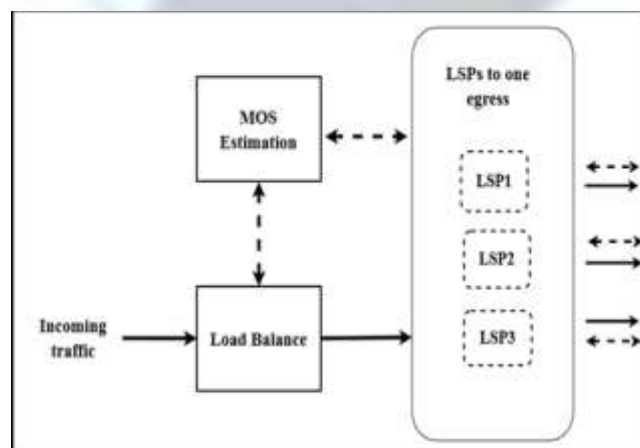 LSPs to one
egress
MOS
Estimation
LSP1
LSP2
LSP3
Incoming
traffic
Load Balance